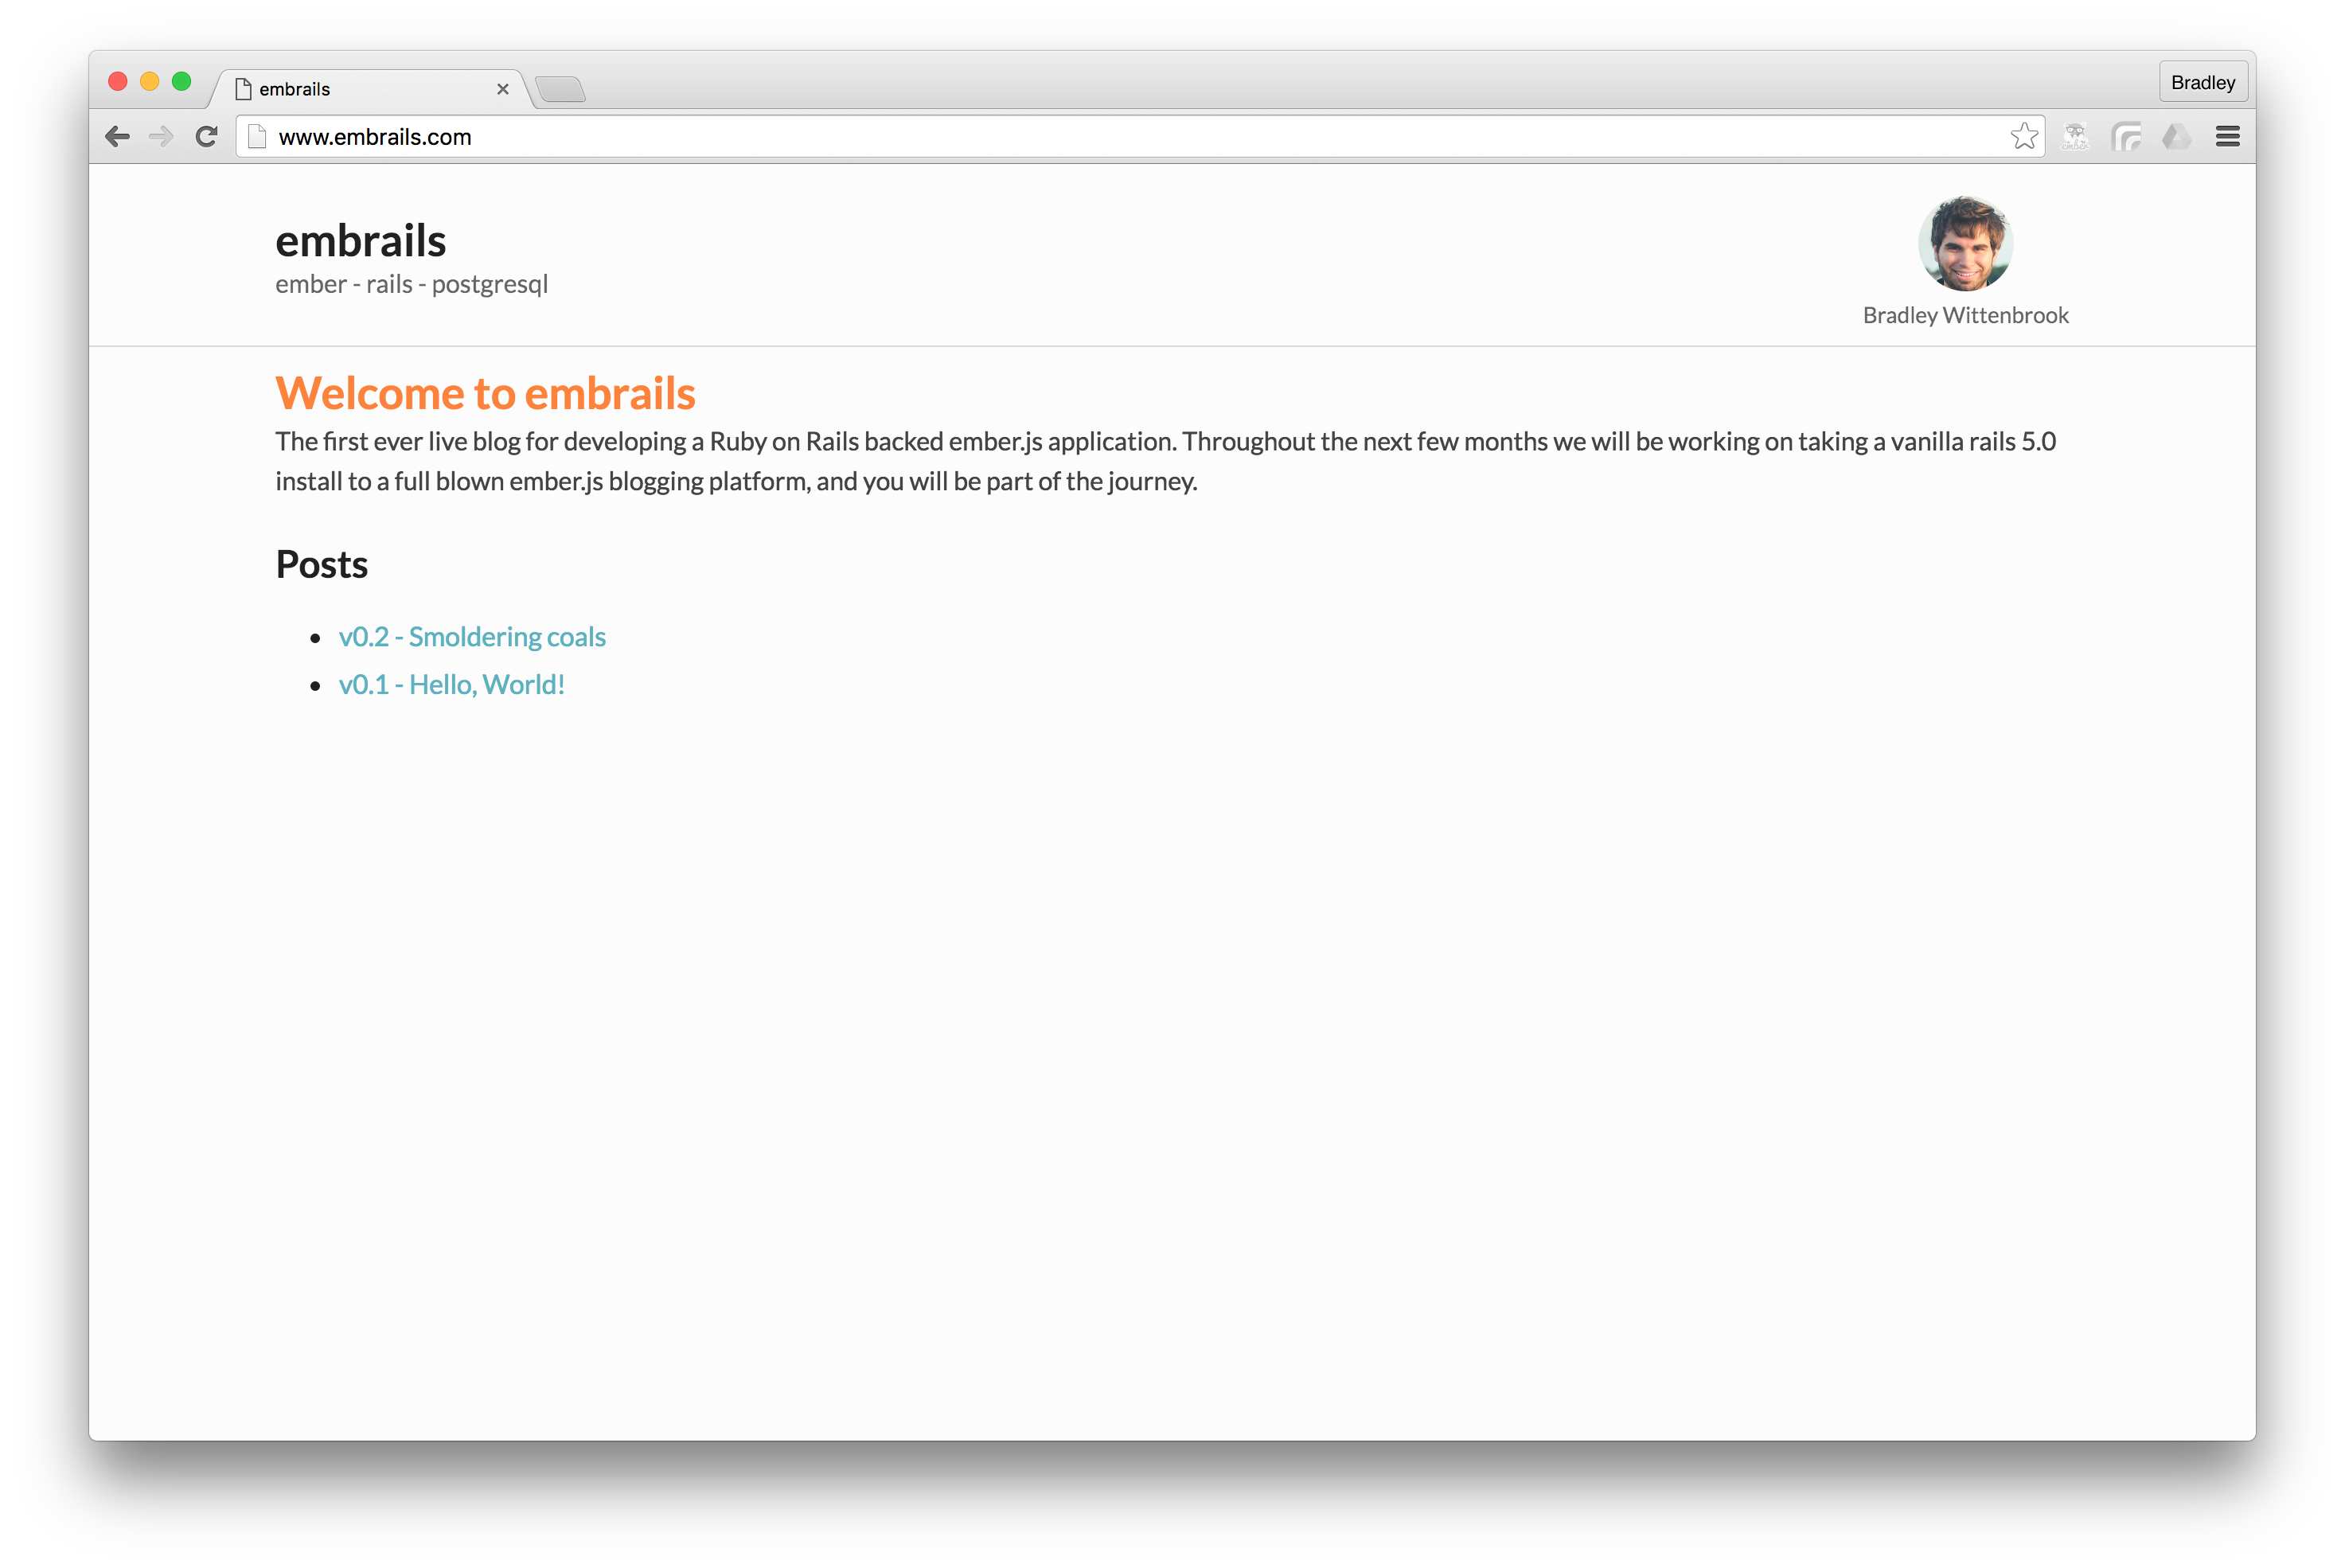 embrails
Bradley
www.embrails.com
embrails
ember - rails - postgresql
Bradley Wittenbrook
Welcome to embrails
The first ever live blog for developing a Ruby on Rails backed ember.js application. Throughout the next few months we will be working on taking a vanilla rails 5.0
install to a full blown ember.js blogging platform, and you will be part of the journey.
Posts
v0.2 - Smoldering coals
v0.1 - Hello, World!